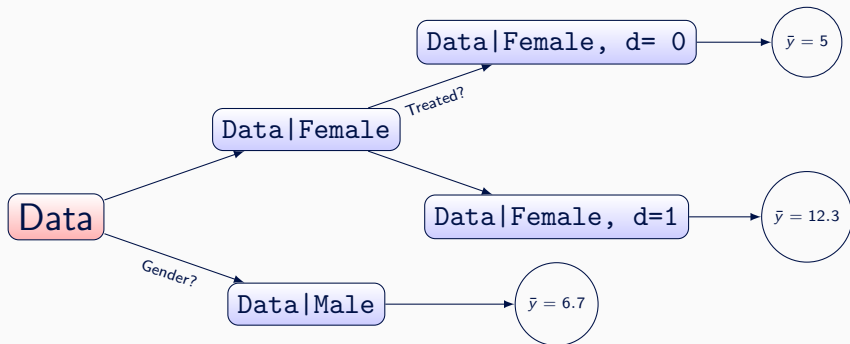 Data|Female, d= 0
ȳ = 5
Treated?
Data|Female
Data
Data|Female, d=1
ȳ = 12.3
Gender?
Data|Male
ȳ = 6.7